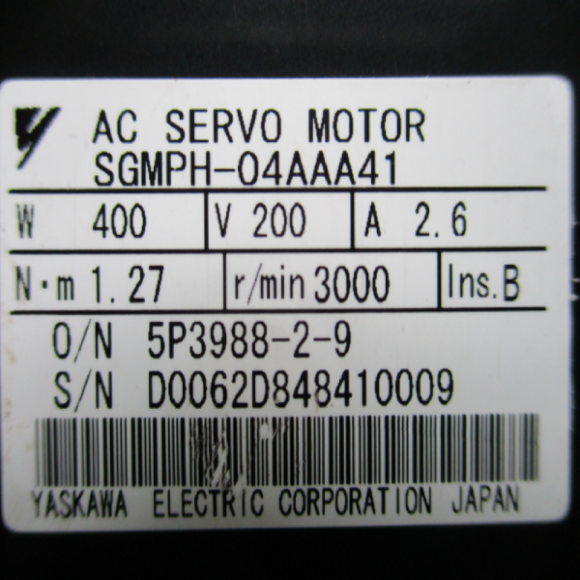 AC SERVO MOTOR
SGMPH-04AAA41
W 400 V 200 A 2.6
N·m 1.27 r/min 3000 Ins.B
O/N 5P3988-2-9
S/N D0062D848410009
YASKAWA ELECTRIC CORPORATION JAPAN